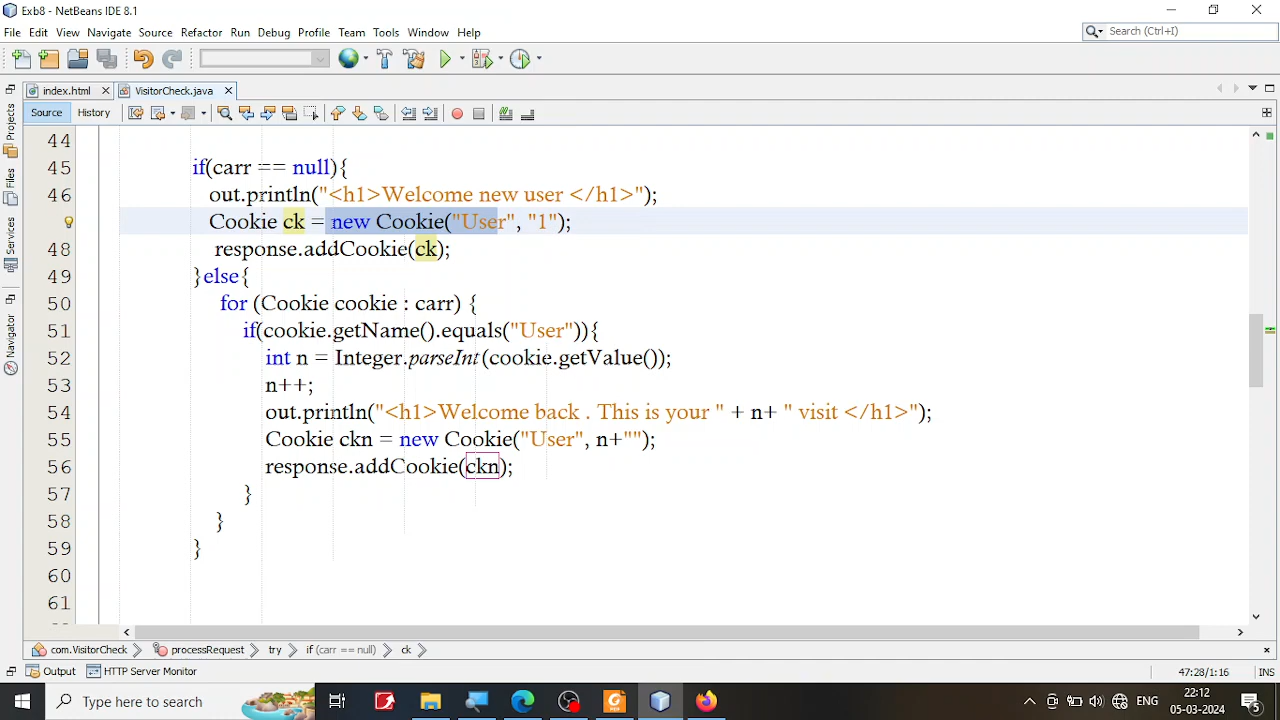 Exb8 - NetBeans IDE 8.1
File Edit View Navigate Source Refactor Run Debug Profile Team Tools Window Help
Search (Ctrl+I)
index.html VisitorCheck.java
Source History
Projects
Files
Services
Navigator
44
45 if(carr == null){
46 out.println("<h1>Welcome new user </h1>");
Cookie ck = new Cookie("User", "1");
48 response.addCookie(ck);
49 }else{
50 for (Cookie cookie : carr) {
51 if(cookie.getName().equals("User")){
52 int n = Integer.parseInt(cookie.getValue());
53 n++;
54 out.println("<h1>Welcome back . This is your " + n+ " visit </h1>");
55 Cookie ckn = new Cookie("User", n+"");
56 response.addCookie(ckn);
57 }
58 }
59 }
60
61
com.VisitorCheck processRequest try if (carr == null) ck
Output HTTP Server Monitor 47:28/1:16 INS
Type here to search ENG 22:12 05-03-2024 5